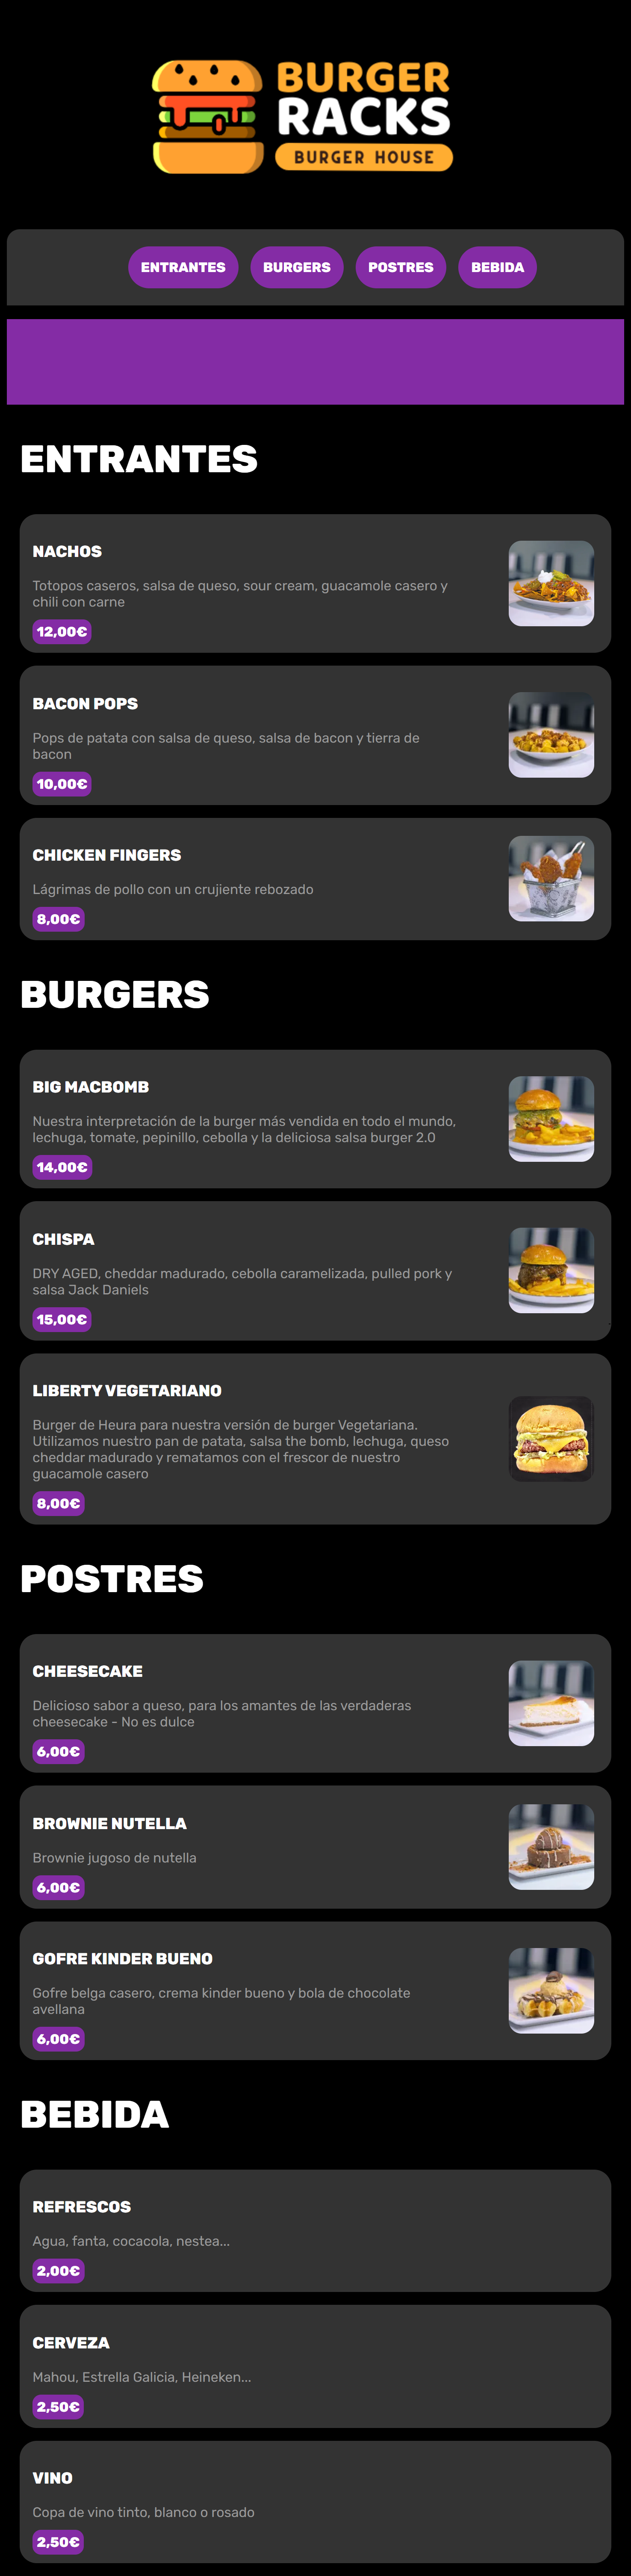 BURGER
RACKS
BURGER HOUSE
ENTRANTES BURGERS POSTRES BEBIDA
ENTRANTES
NACHOS
Totopos caseros, salsa de queso, sour cream, guacamole casero y
chili con carne
12,00€
BACON POPS
Pops de patata con salsa de queso, salsa de bacon y tierra de
bacon
10,00€
CHICKEN FINGERS
Lágrimas de pollo con un crujiente rebozado
8,00€
BURGERS
BIG MACBOMB
Nuestra interpretación de la burger más vendida en todo el mundo,
lechuga, tomate, pepinillo, cebolla y la deliciosa salsa burger 2.0
14,00€
CHISPA
DRY AGED, cheddar madurado, cebolla caramelizada, pulled pork y
salsa Jack Daniels
15,00€
LIBERTY VEGETARIANO
Burger de Heura para nuestra versión de burger Vegetariana.
Utilizamos nuestro pan de patata, salsa the bomb, lechuga, queso
cheddar madurado y rematamos con el frescor de nuestro
guacamole casero
8,00€
POSTRES
CHEESECAKE
Delicioso sabor a queso, para los amantes de las verdaderas
cheesecake - No es dulce
6,00€
BROWNIE NUTELLA
Brownie jugoso de nutella
6,00€
GOFRE KINDER BUENO
Gofre belga casero, crema kinder bueno y bola de chocolate
avellana
6,00€
BEBIDA
REFRESCOS
Agua, fanta, cocacola, nestea...
2,00€
CERVEZA
Mahou, Estrella Galicia, Heineken...
2,50€
VINO
Copa de vino tinto, blanco o rosado
2,50€